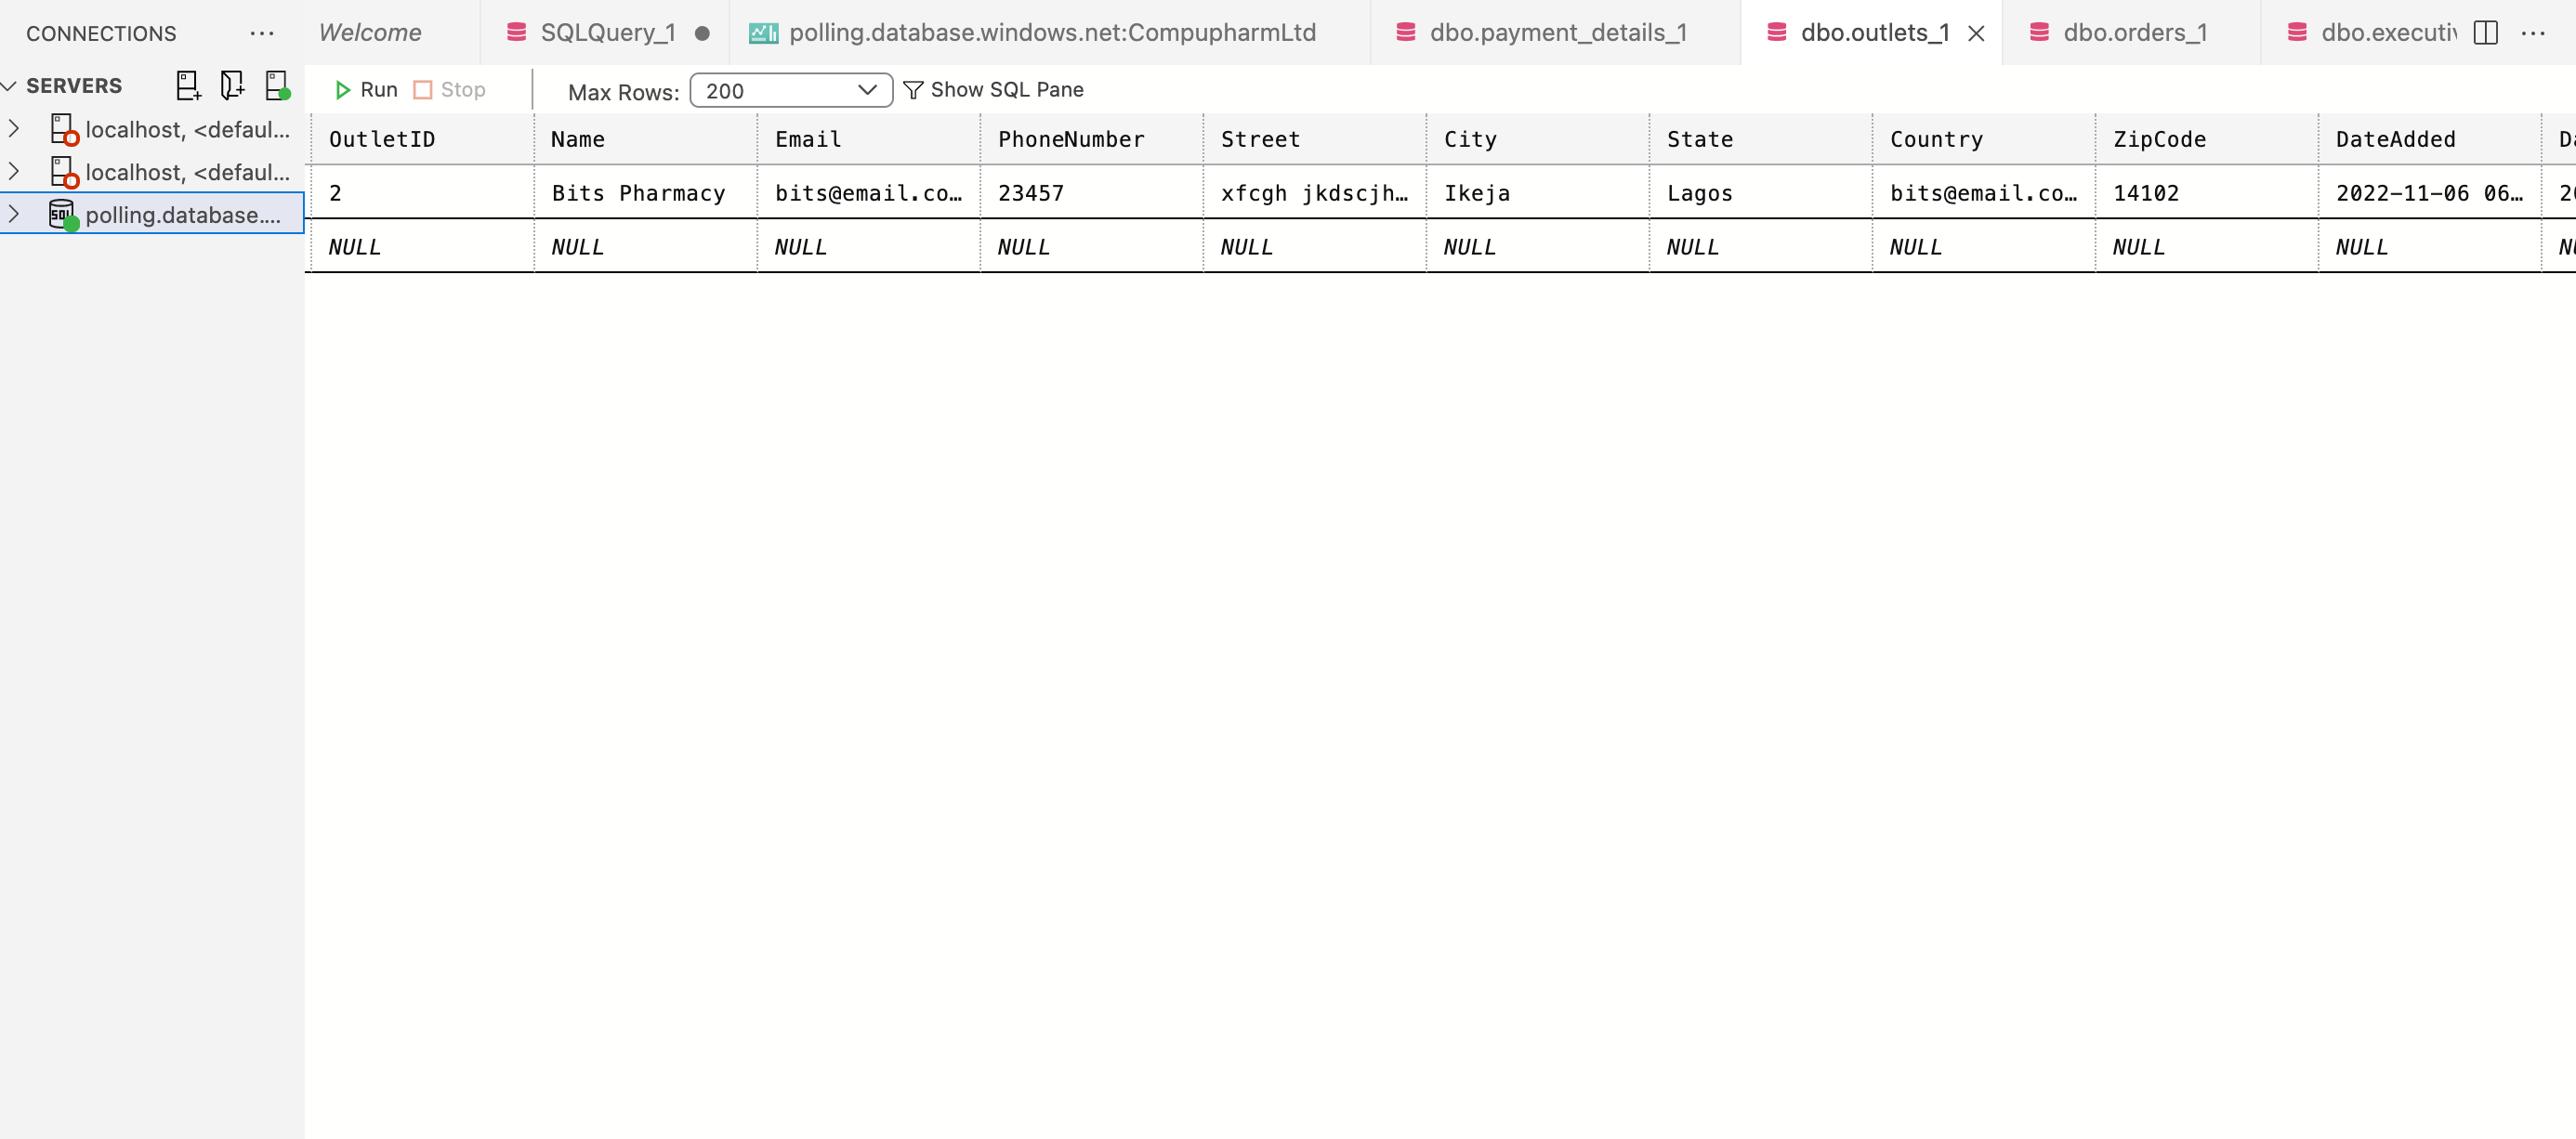 CONNECTIONS ...
Welcome SQLQuery_1 polling.database.windows.net:CompupharmLtd dbo.payment_details_1 dbo.outlets_1 dbo.orders_1 dbo.executiv ...
SERVERS
Run Stop Max Rows: 200 Show SQL Pane
localhost, <defaul...
localhost, <defaul...
polling.database....
OutletID Name Email PhoneNumber Street City State Country ZipCode DateAdded
2 Bits Pharmacy bits@email.co… 23457 xfcgh jkdscjh… Ikeja Lagos bits@email.co… 14102 2022-11-06 06…
NULL NULL NULL NULL NULL NULL NULL NULL NULL NULL